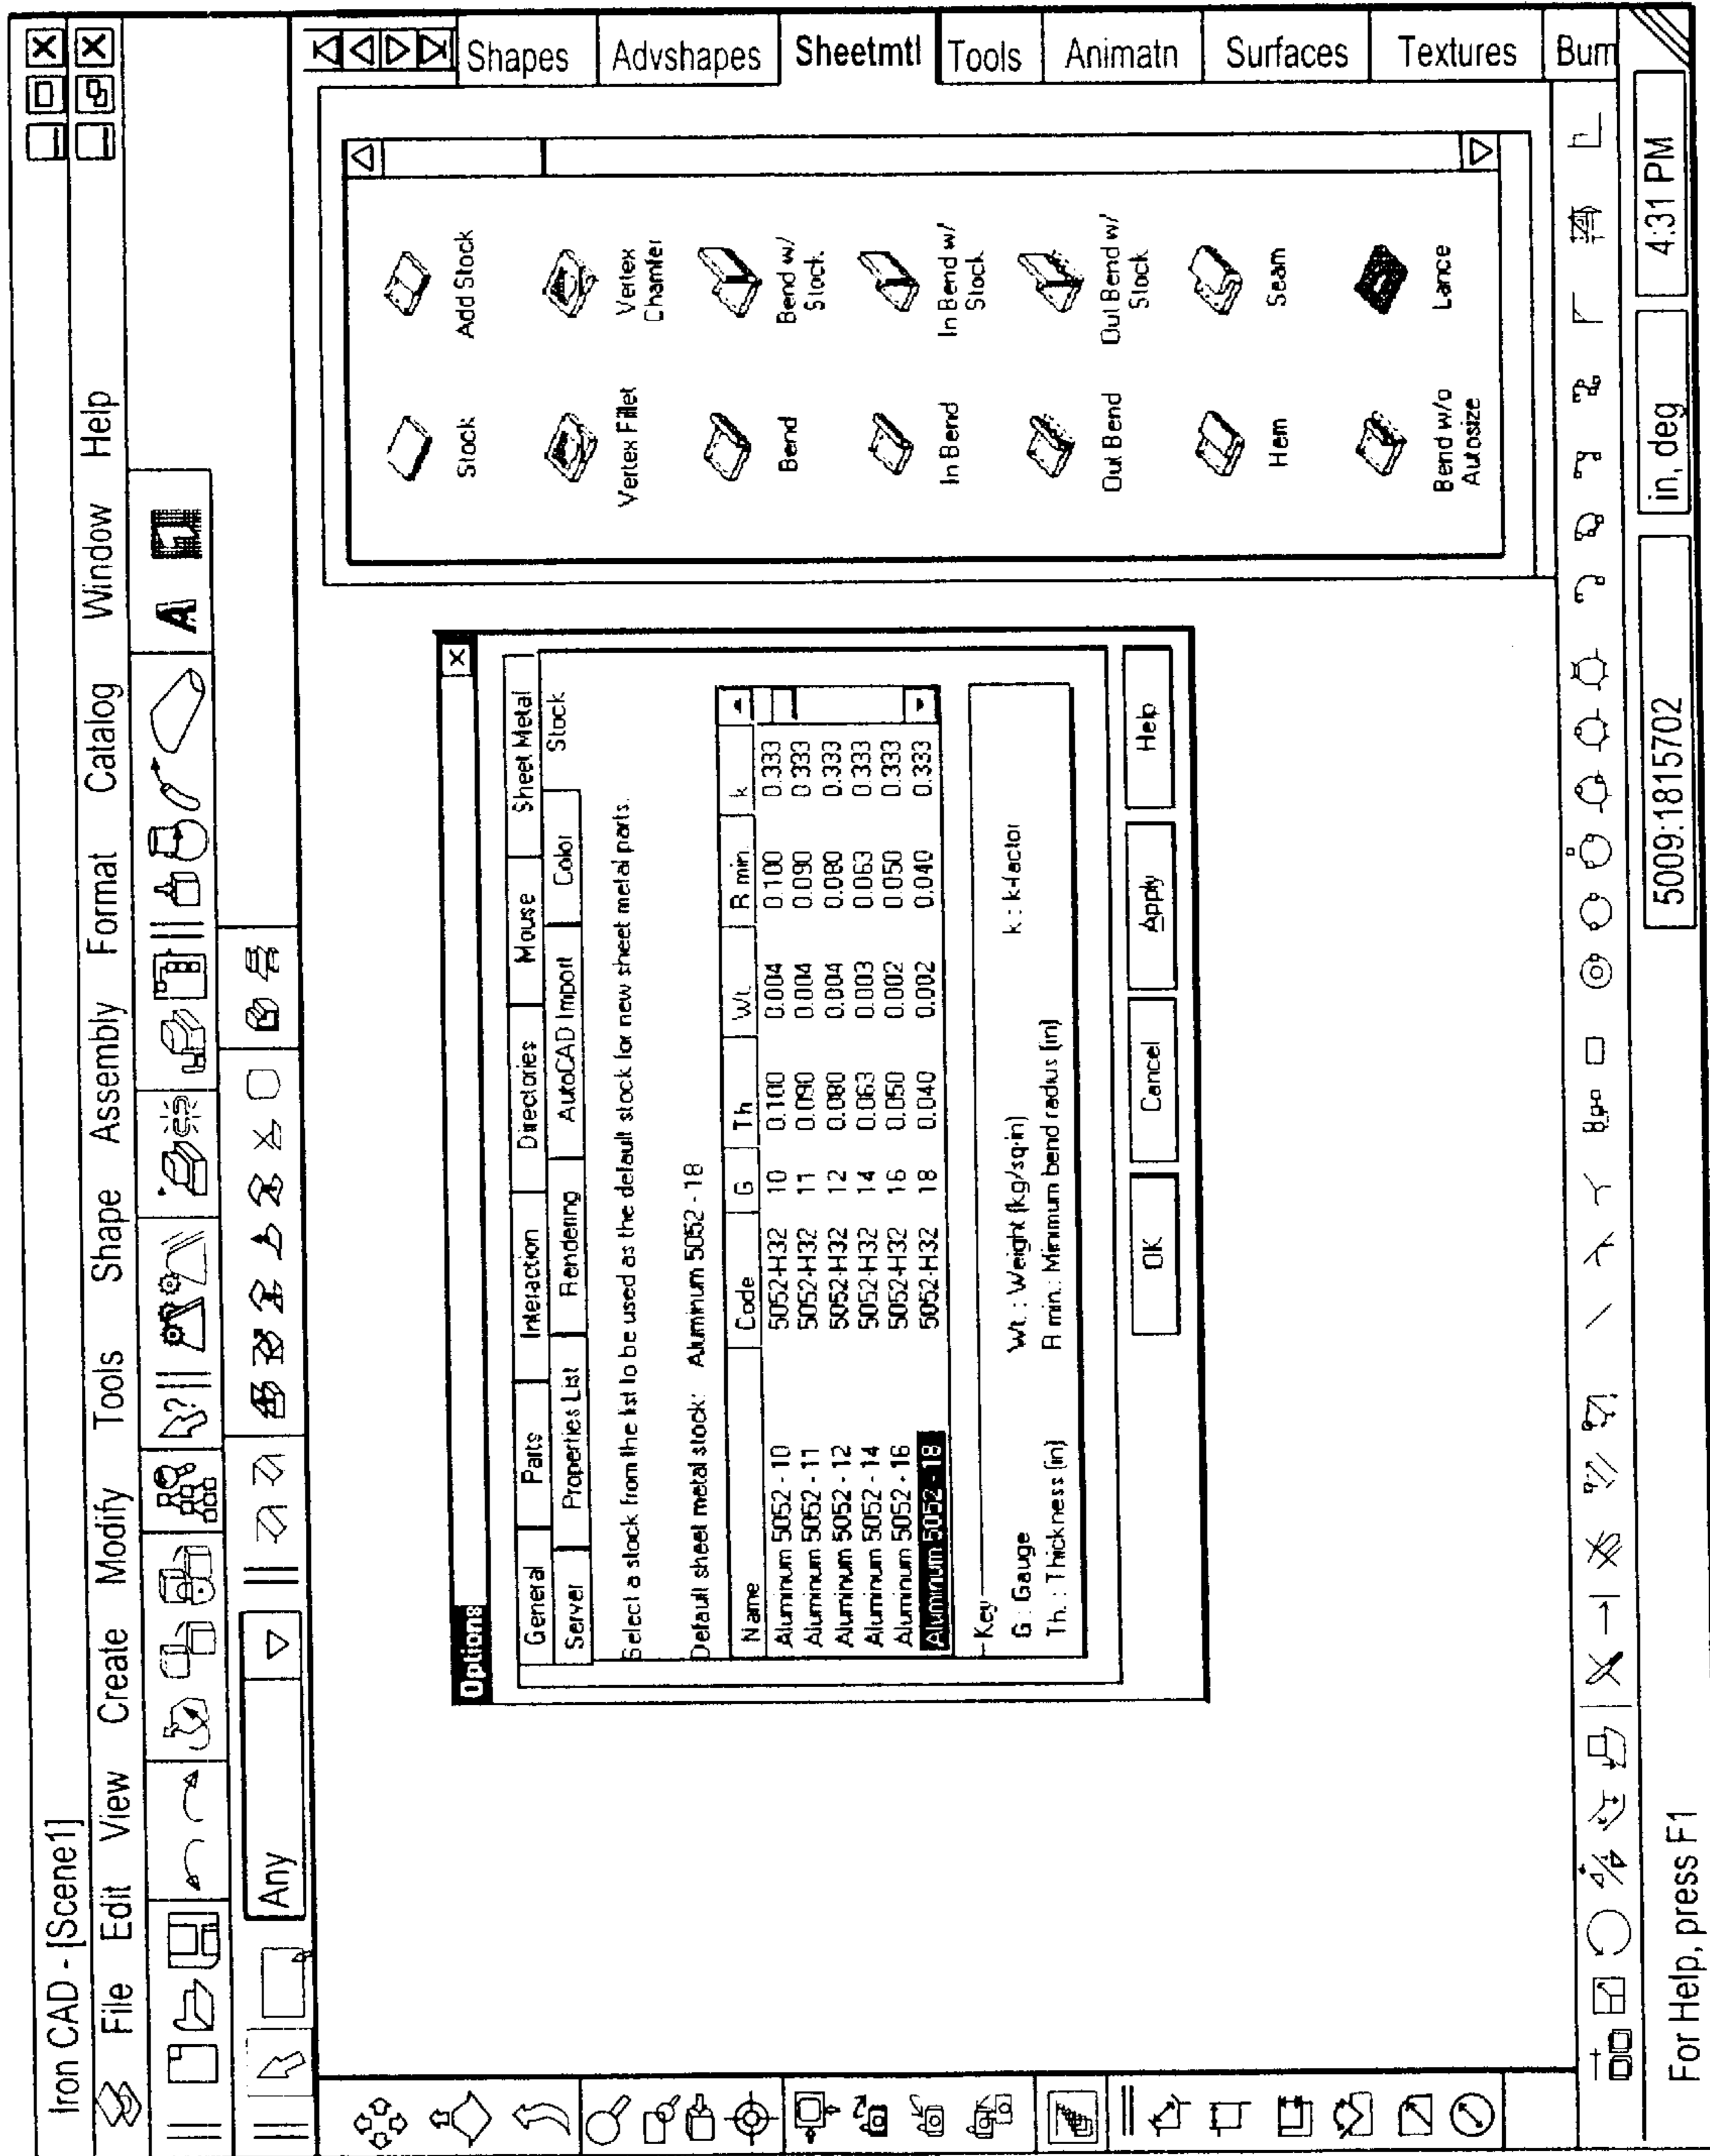 Iron CAD - [Scene1]
File Edit View Create Modify Tools Shape Assembly Format Catalog Window Help
A
Any
Options
General Parts Interaction Directories Mouse Sheet Metal
Server Properties List Rendering AutoCAD Import Color Stock
Select a stock from the list to be used as the default stock for new sheet metal parts.
Default sheet metal stock: Aluminum 5052 - 18
Name Code G Th Wt. R min. k
Aluminum 5052 - 10 5052-H32 10 0.100 0.004 0.100 0.333
Aluminum 5052 - 11 5052-H32 11 0.090 0.004 0.090 0.333
Aluminum 5052 - 12 5052-H32 12 0.080 0.004 0.080 0.333
Aluminum 5052 - 14 5052-H32 14 0.063 0.003 0.063 0.333
Aluminum 5052 - 16 5052-H32 16 0.050 0.002 0.050 0.333
Aluminum 5052 - 18 5052-H32 18 0.040 0.002 0.040 0.333
Key
G : Gauge Wt. : Weight (kg/sq-in) k : k-factor
Th. : Thickness (in) R min. : Minimum bend radius (in)
OK Cancel Apply Help
Stock Add Stock
Vertex Fillet Vertex Chamfer
Bend Bend w/ Stock
In Bend In Bend w/ Stock
Out Bend Out Bend w/ Stock
Hem Seam
Bend w/o Autosize Lance
Shapes
Advshapes
Sheetmtl
Tools
Animatn
Surfaces
Textures
Bum
For Help, press F1 5009:1815702 in, deg 4:31 PM